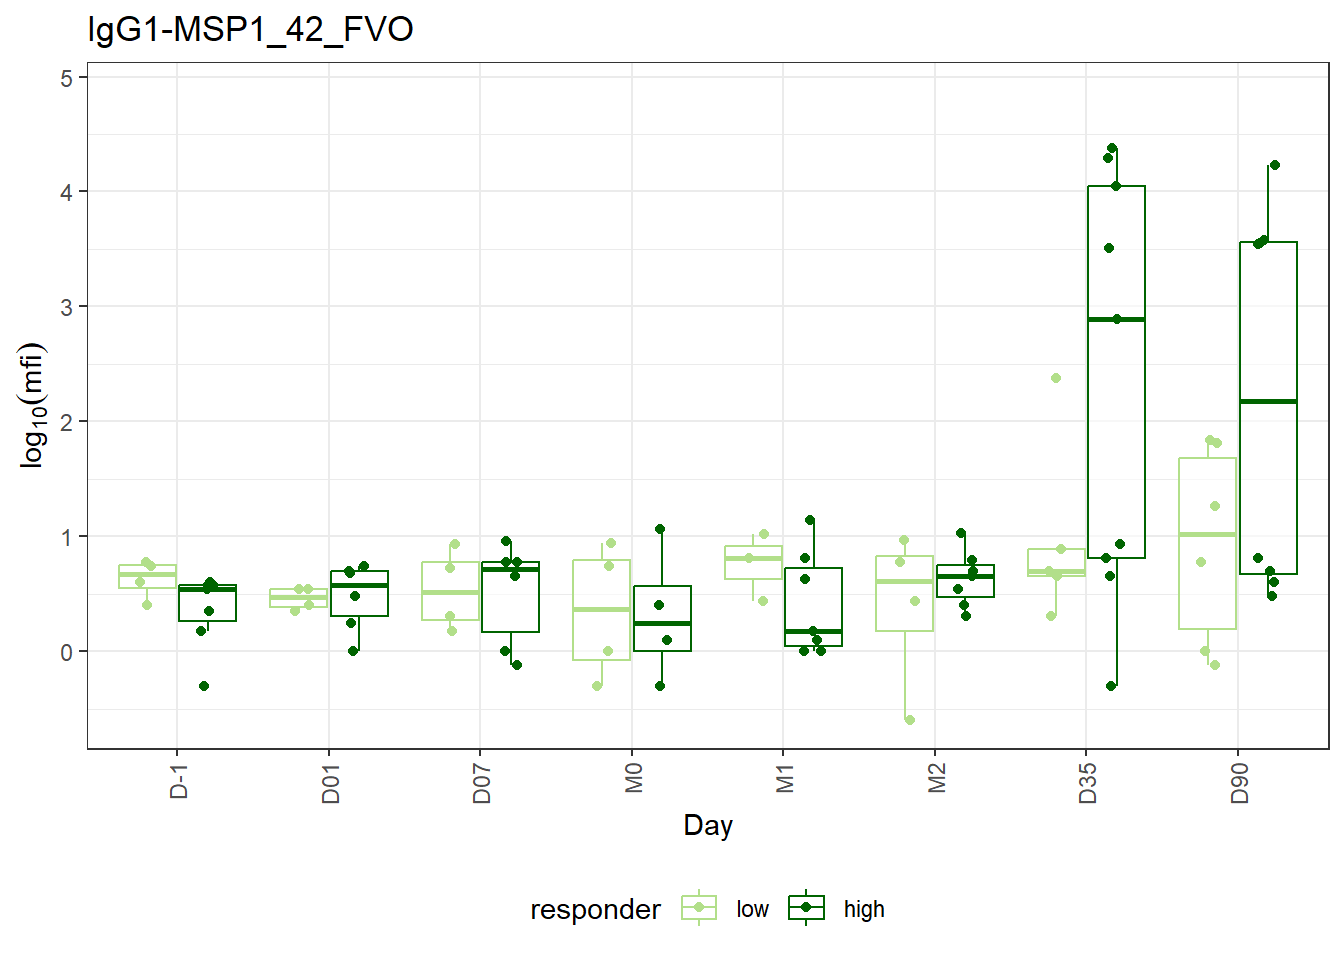 IgG1-MSP1_42_FVO
5
4
3
2
1
0
log10(mfi)
D-1
D01
D07
M0
M1
M2
D35
D90
Day
responder low high